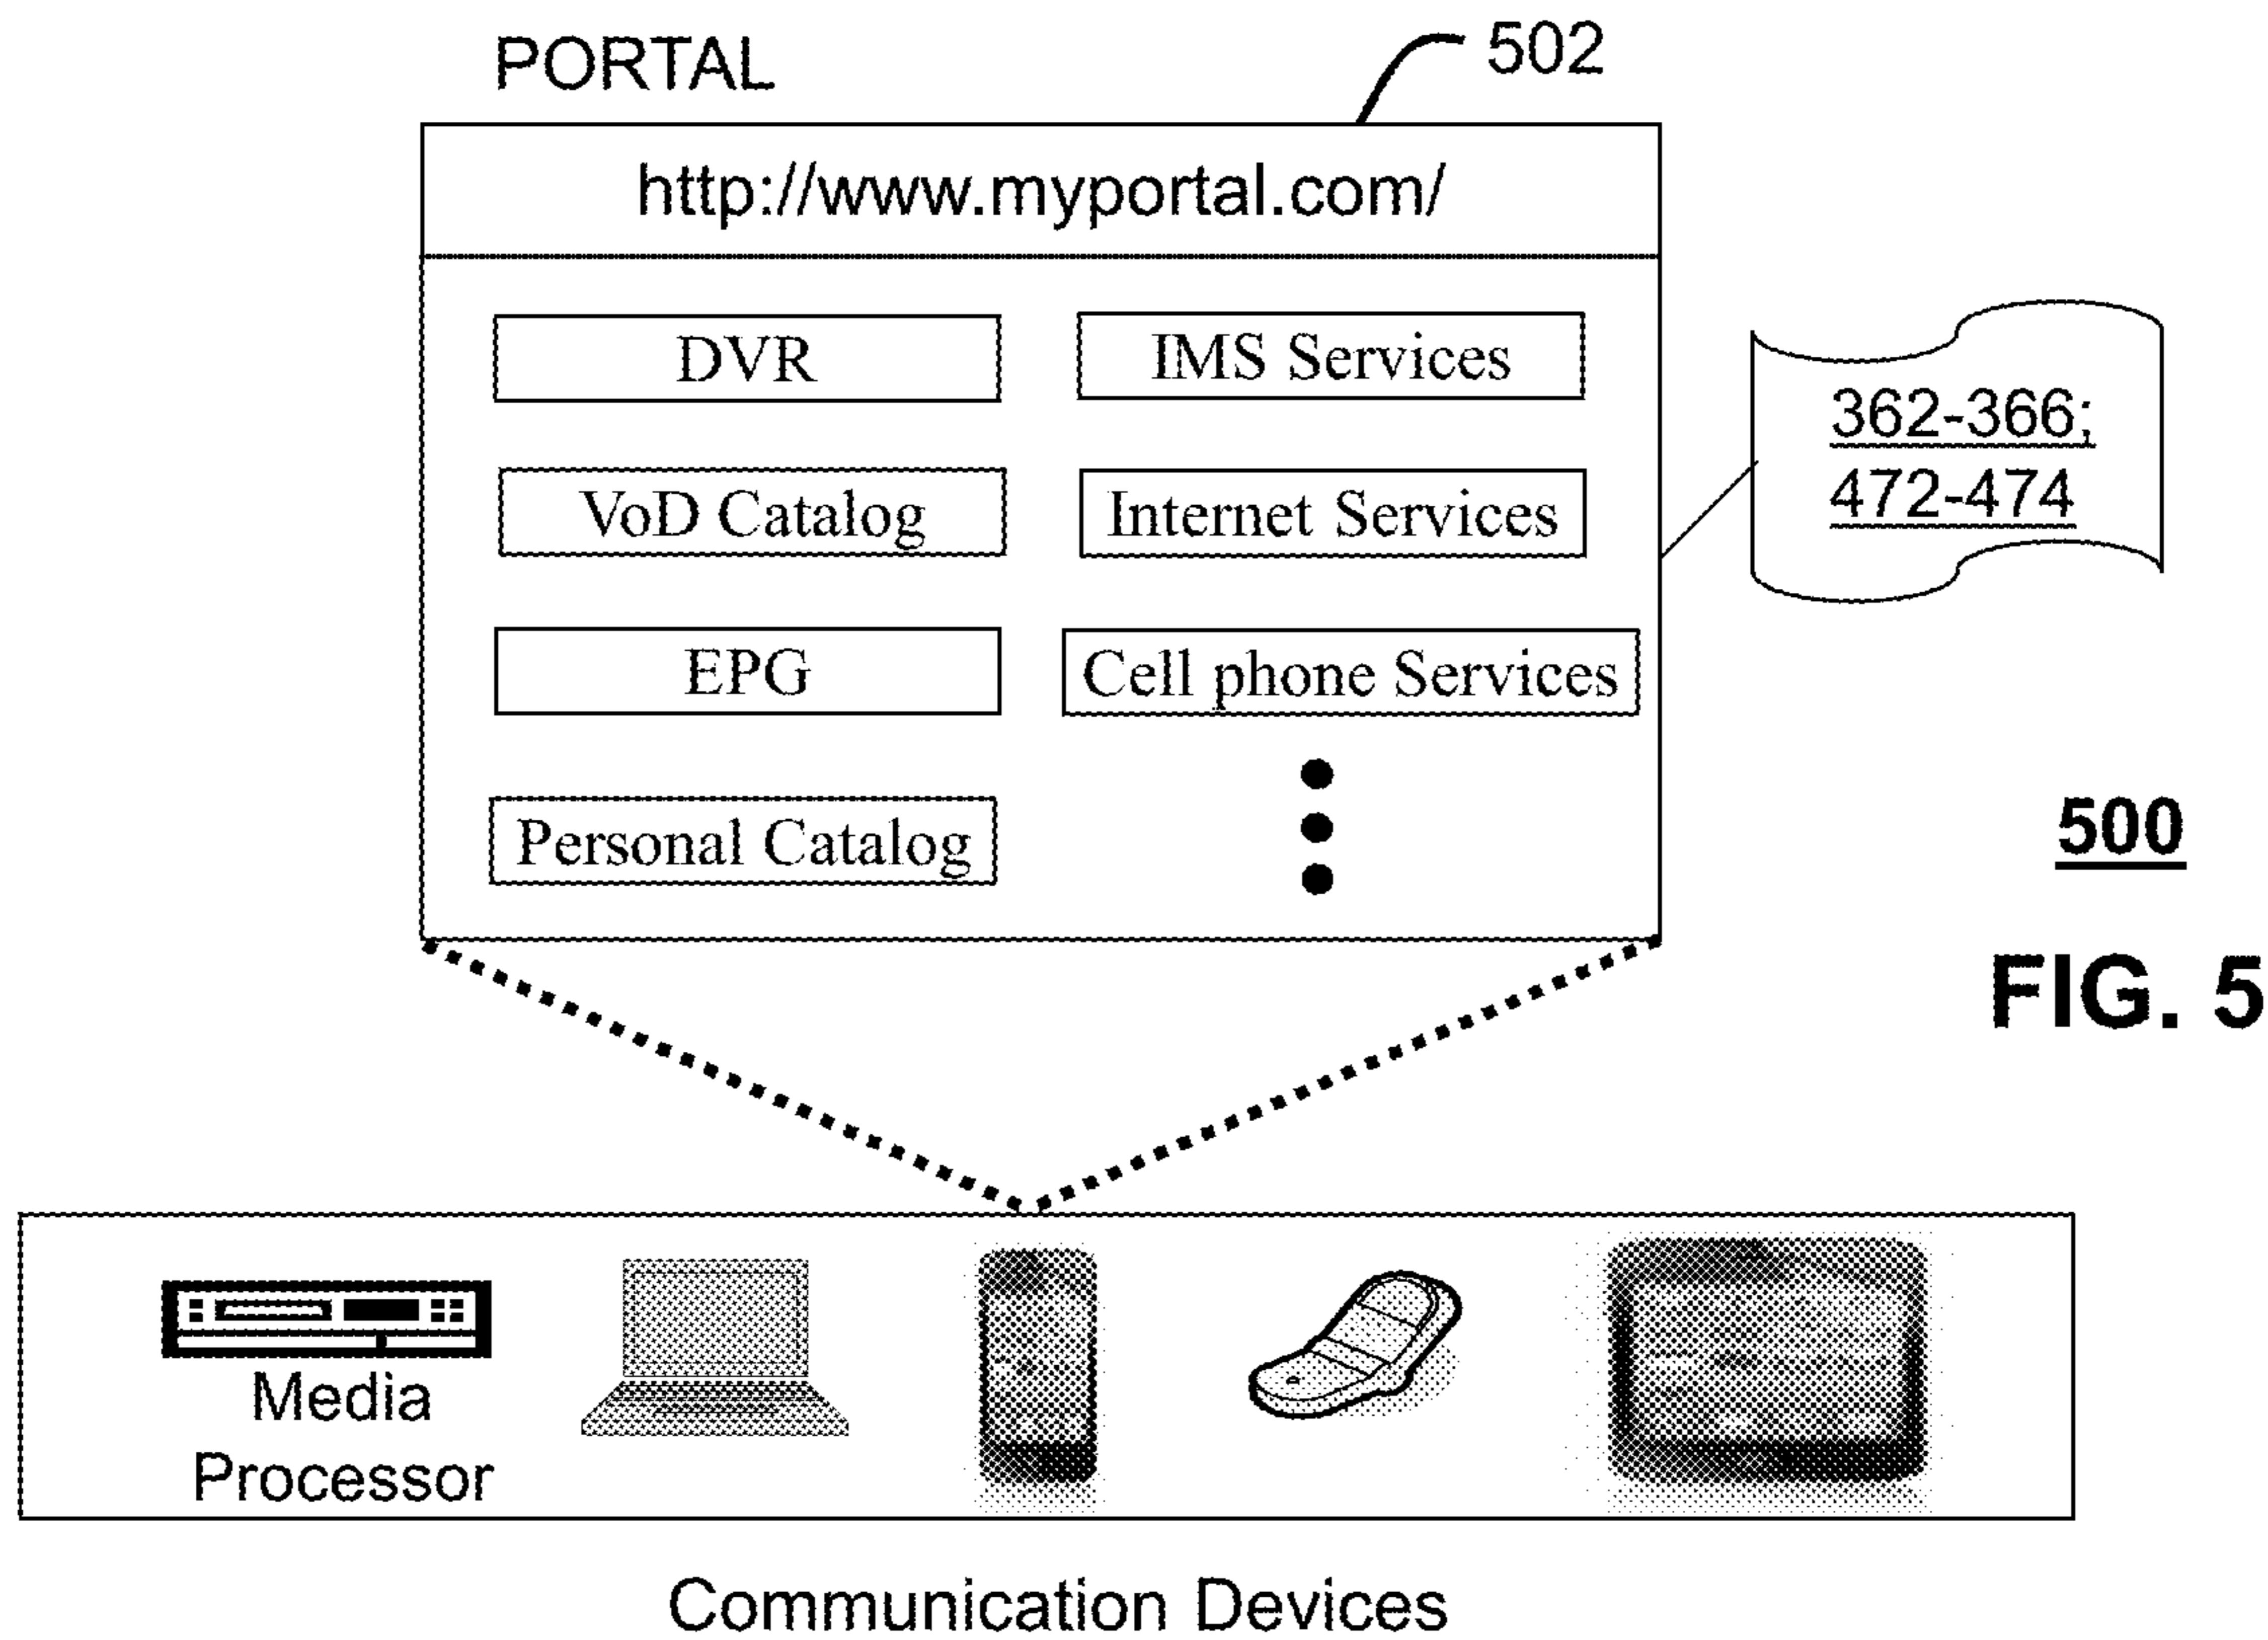 PORTAL
502
http://www.myportal.com/
DVR
IMS Services
VoD Catalog
Internet Services
EPG
Cell phone Services
Personal Catalog
362-366;
472-474
500
FIG. 5
Media
Processor
Communication Devices